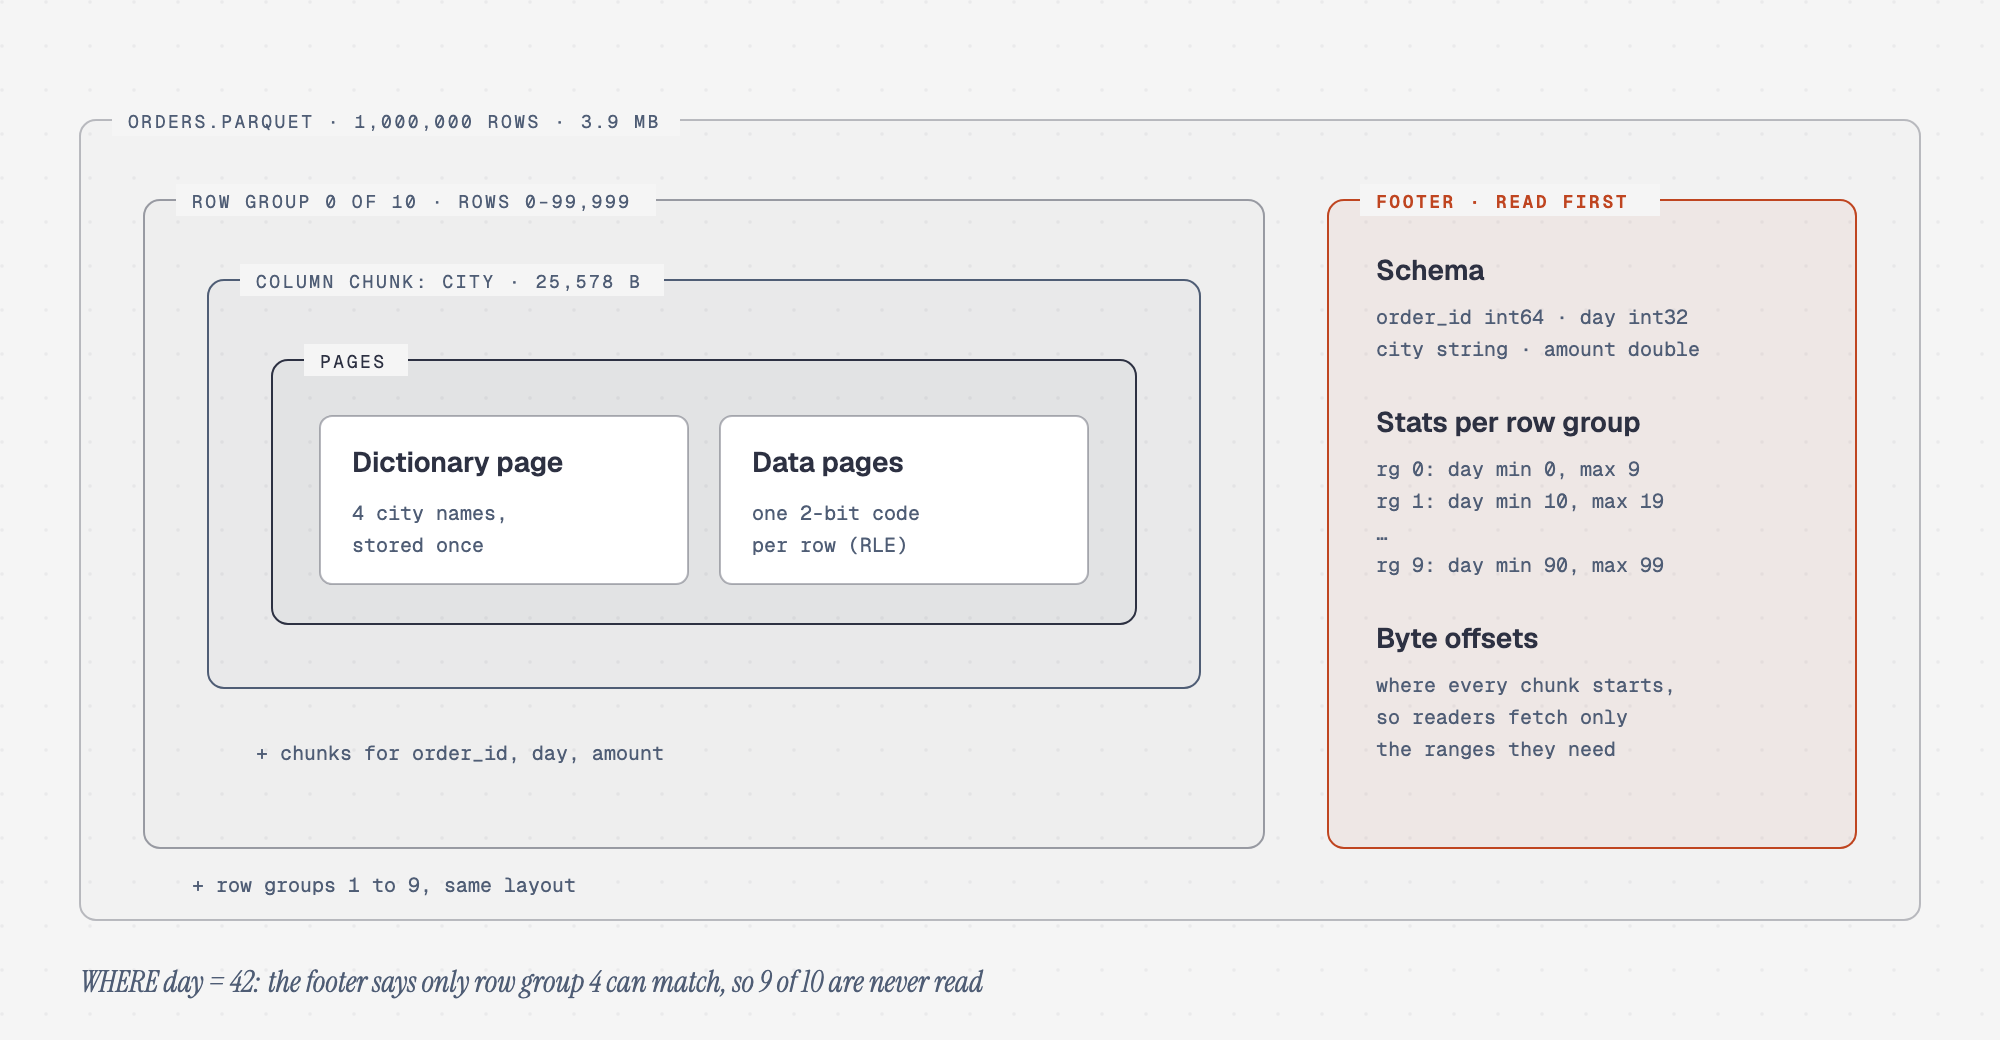 ORDERS.PARQUET · 1,000,000 ROWS · 3.9 MB
ROW GROUP 0 OF 10 · ROWS 0-99,999
COLUMN CHUNK: CITY · 25,578 B
PAGES
Dictionary page
4 city names,
stored once
Data pages
one 2-bit code
per row (RLE)
+ chunks for order_id, day, amount
+ row groups 1 to 9, same layout
FOOTER · READ FIRST
Schema
order_id int64 · day int32
city string · amount double
Stats per row group
rg 0: day min 0, max 9
rg 1: day min 10, max 19
…
rg 9: day min 90, max 99
Byte offsets
where every chunk starts,
so readers fetch only
the ranges they need
WHERE day = 42: the footer says only row group 4 can match, so 9 of 10 are never read